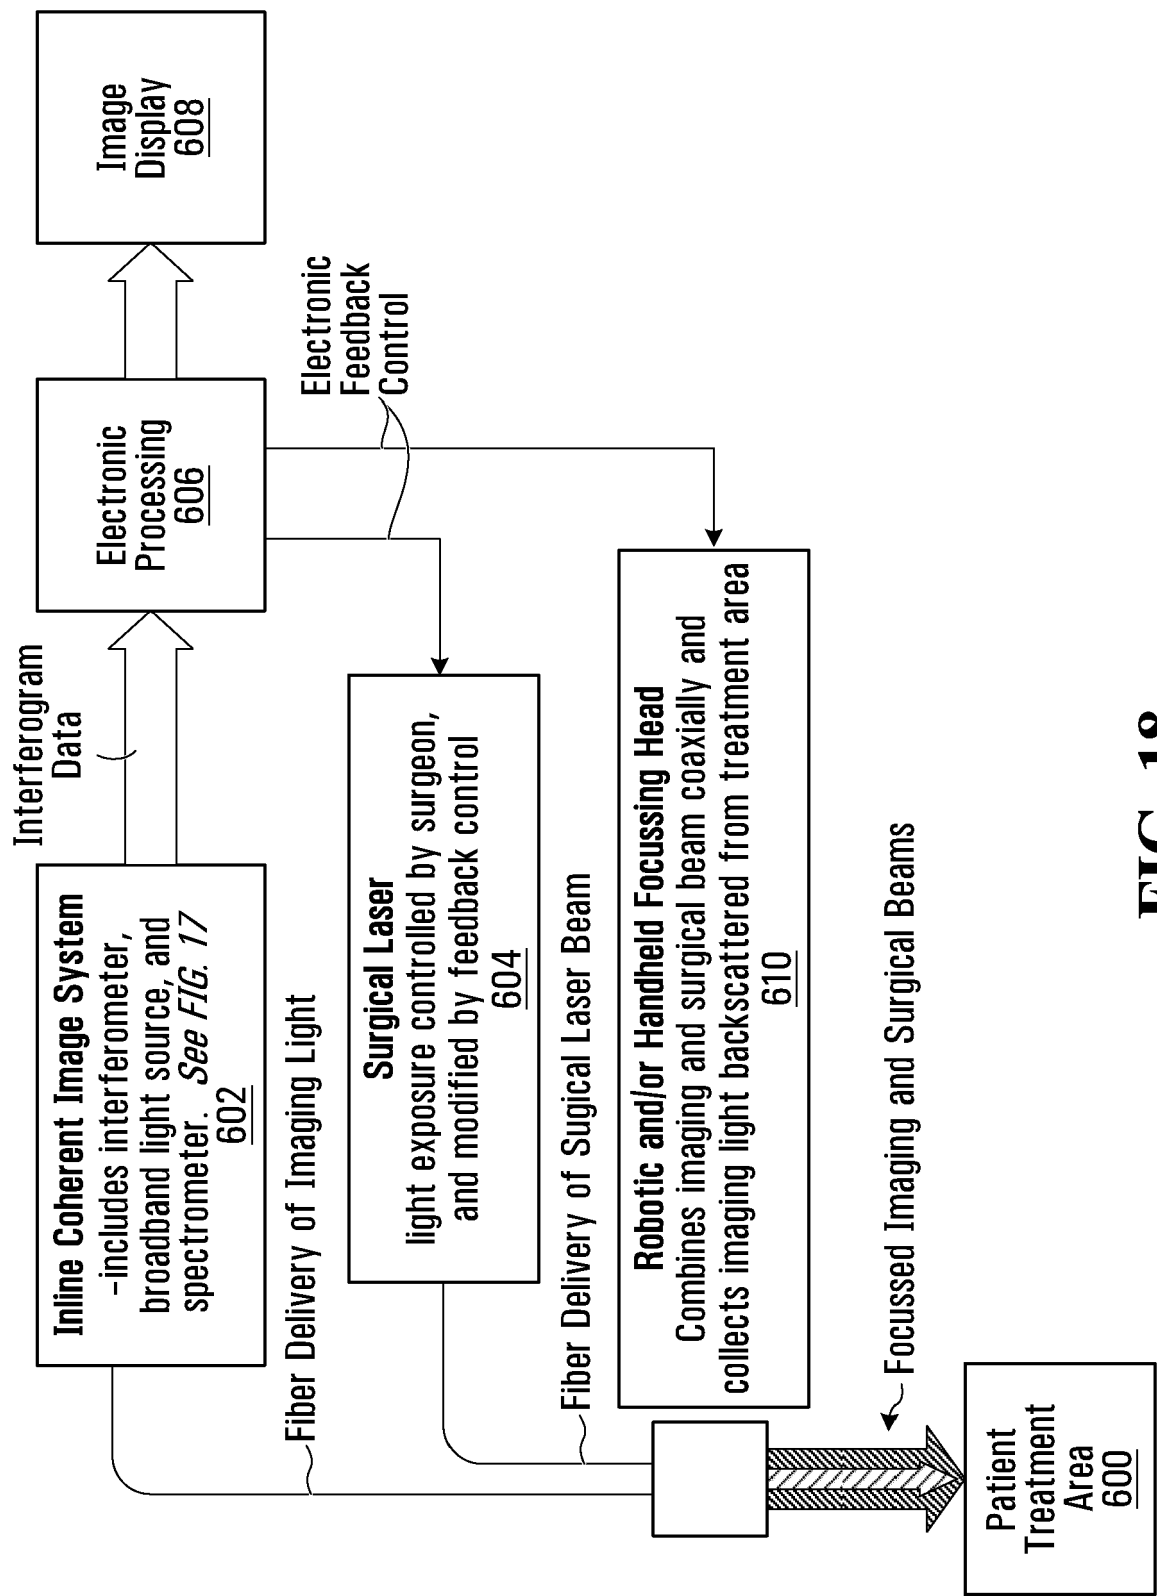 Inline Coherent Image System
-includes interferometer,
broadband light source, and
spectrometer. See FIG. 17
602
Interferogram
Data
Electronic
Processing
606
Image
Display
608
Electronic
Feedback
Control
Fiber Delivery of Imaging Light
Surgical Laser
light exposure controlled by surgeon,
and modified by feedback control
604
Fiber Delivery of Sugical Laser Beam
Robotic and/or Handheld Focussing Head
Combines imaging and surgical beam coaxially and
collects imaging light backscattered from treatment area
610
Focussed Imaging and Surgical Beams
Patient
Treatment
Area
600
FIG. 18